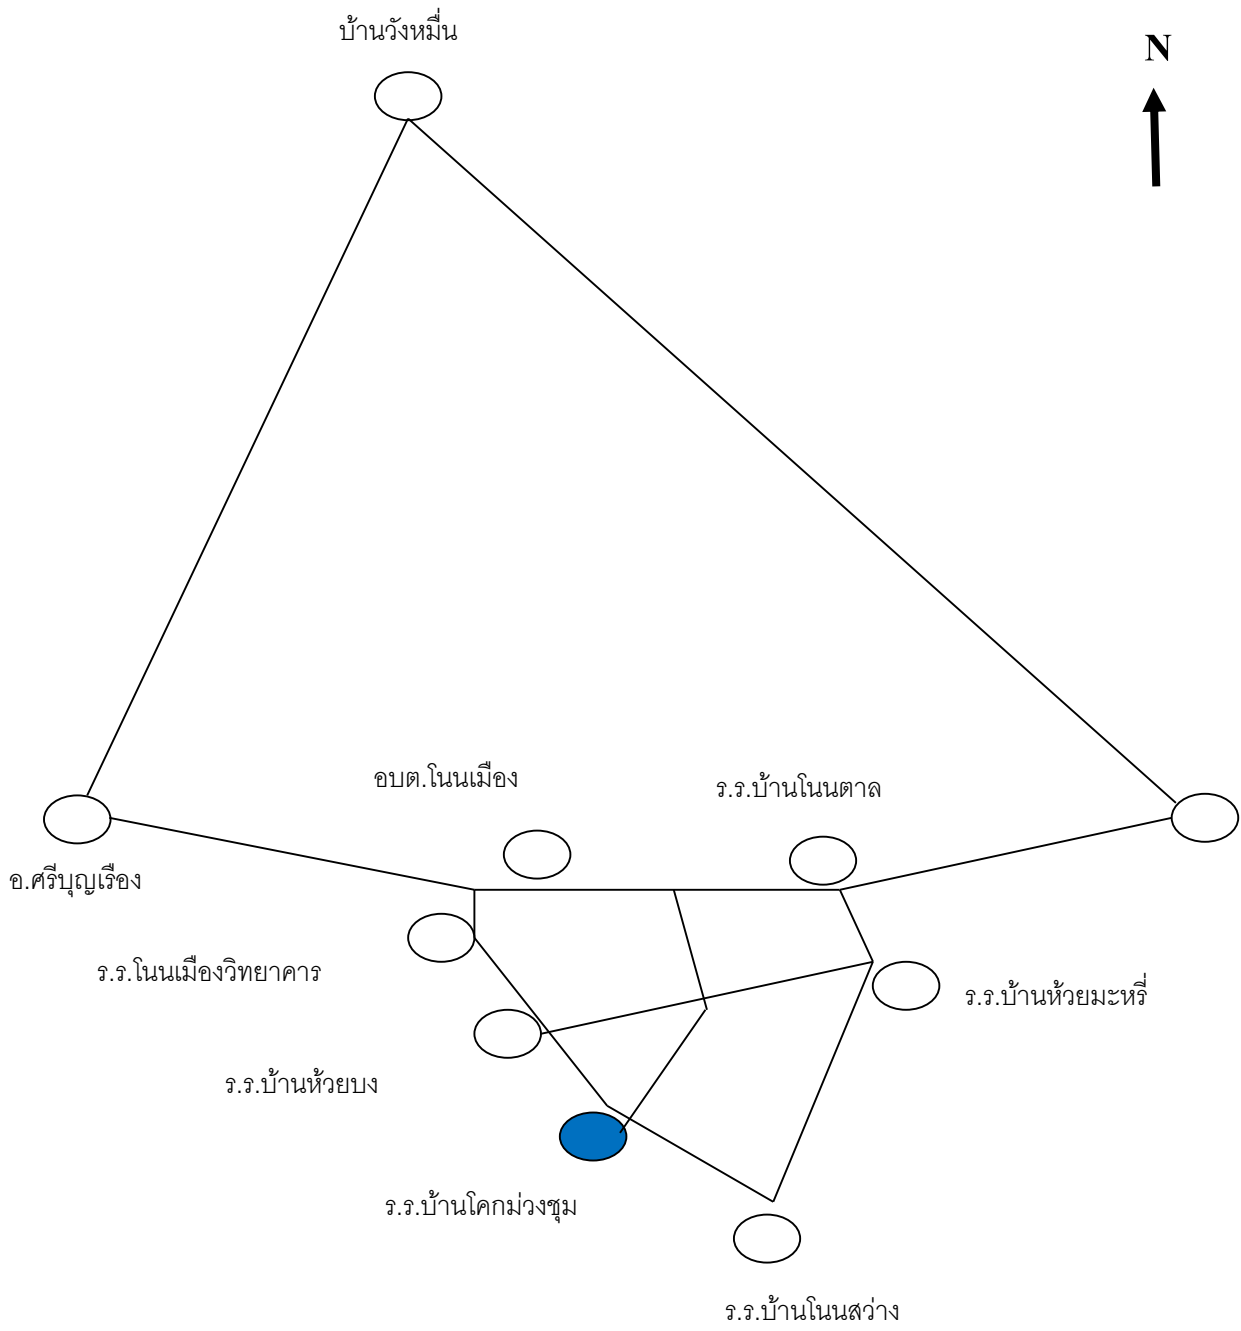 บ้านวังหมื่น
N
อบต.โนนเมือง
ร.ร.บ้านโนนตาล
อ.ศรีบุญเรือง
ร.ร.โนนเมืองวิทยาคาร
ร.ร.บ้านห้วยมะหรี่
ร.ร.บ้านห้วยบง
ร.ร.บ้านโคกม่วงชุม
ร.ร.บ้านโนนสว่าง